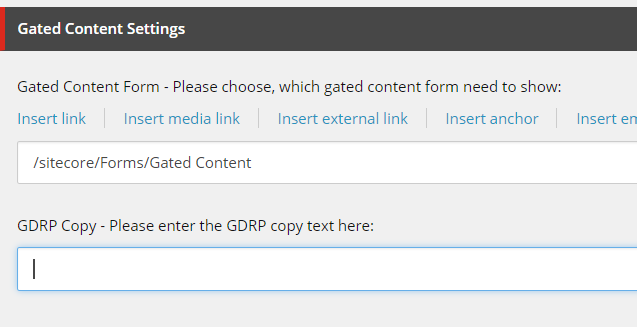 Gated Content Settings
Gated Content Form - Please choose, which gated content form need to show:
Insert link Insert media link Insert external link Insert anchor Insert em
/sitecore/Forms/Gated Content
GDRP Copy - Please enter the GDRP copy text here: